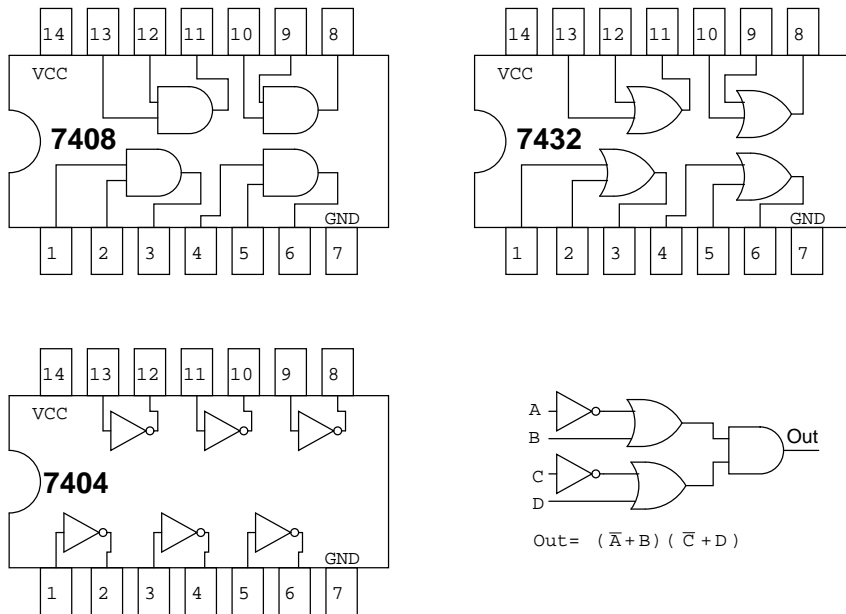 14 13 12 11 10 9 8
VCC
7408
GND
1 2 3 4 5 6 7
14 13 12 11 10 9 8
VCC
7432
GND
1 2 3 4 5 6 7
14 13 12 11 10 9 8
VCC
7404
GND
1 2 3 4 5 6 7
A
B
C
D
Out
Out= (A̅+B)(C̅+D)